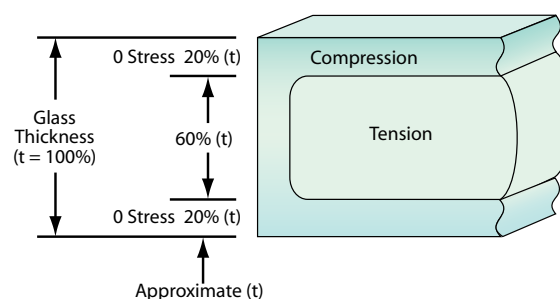 0 Stress 20% (t)
Compression
Glass
Thickness
(t = 100%)
60% (t)
Tension
0 Stress 20% (t)
Approximate (t)